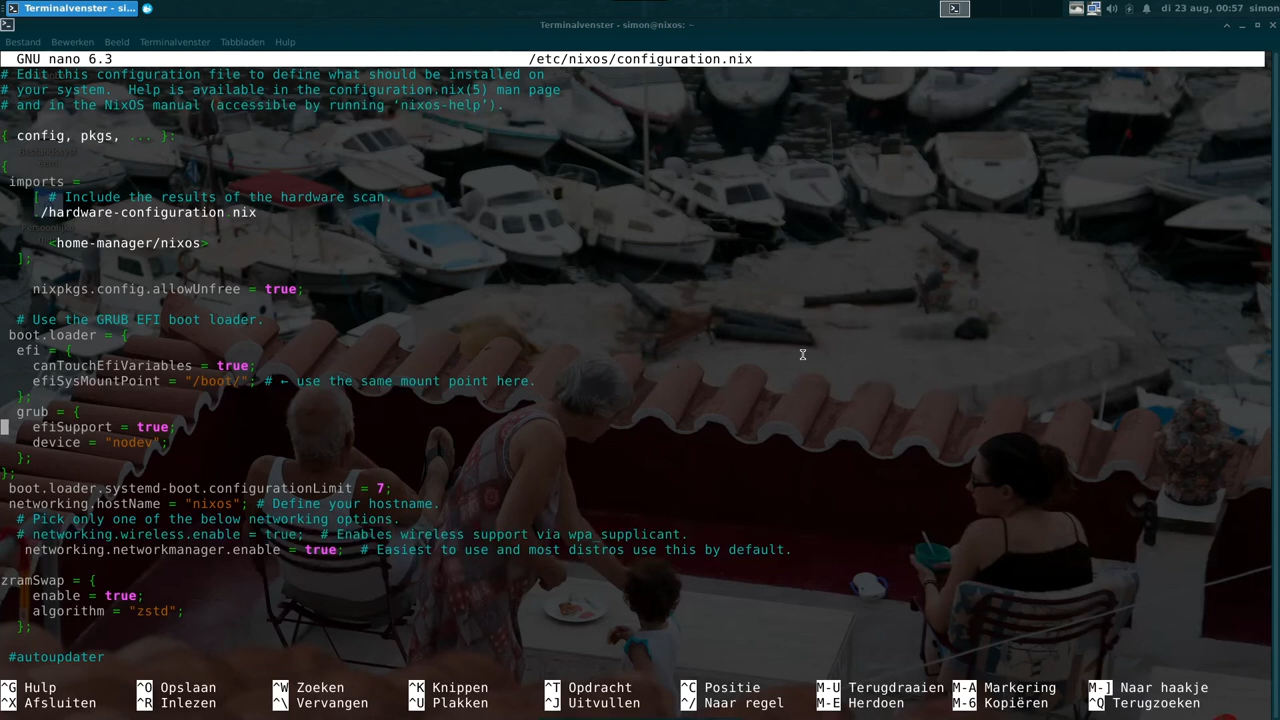 Terminalvenster - si...
di 23 aug, 00:57 simon
Terminalvenster - simon@nixos: ~
Bestand Bewerken Beeld Terminalvenster Tabbladen Hulp
GNU nano 6.3 /etc/nixos/configuration.nix
# Edit this configuration file to define what should be installed on
# your system. Help is available in the configuration.nix(5) man page
# and in the NixOS manual (accessible by running ‘nixos-help’).
{ config, pkgs, ... }:
{
imports =
[ # Include the results of the hardware scan.
/hardware-configuration nix
<home-manager/nixos>
];
nixpkgs.config.allowUnfree = true;
# Use the GRUB EFI boot loader.
boot.loader = {
efi = {
canTouchEfiVariables = true;
efiSysMountPoint = "/boot/"; # ← use the same mount point here.
};
grub = {
efiSupport = true;
device = "nodev";
};
};
boot.loader.systemd-boot.configurationLimit = 7;
networking.hostName = "nixos"; # Define your hostname.
# Pick only one of the below networking options.
# networking.wireless.enable = true; # Enables wireless support via wpa_supplicant.
networking.networkmanager.enable = true; # Easiest to use and most distros use this by default.
zramSwap = {
enable = true;
algorithm = "zstd";
};
#autoupdater
^G Hulp ^O Opslaan ^W Zoeken ^K Knippen ^T Opdracht ^C Positie M-U Terugdraaien M-A Markering M-] Naar haakje
^X Afsluiten ^R Inlezen ^\ Vervangen ^U Plakken ^J Uitvullen ^/ Naar regel M-E Herdoen M-6 Kopiëren ^Q Terugzoeken